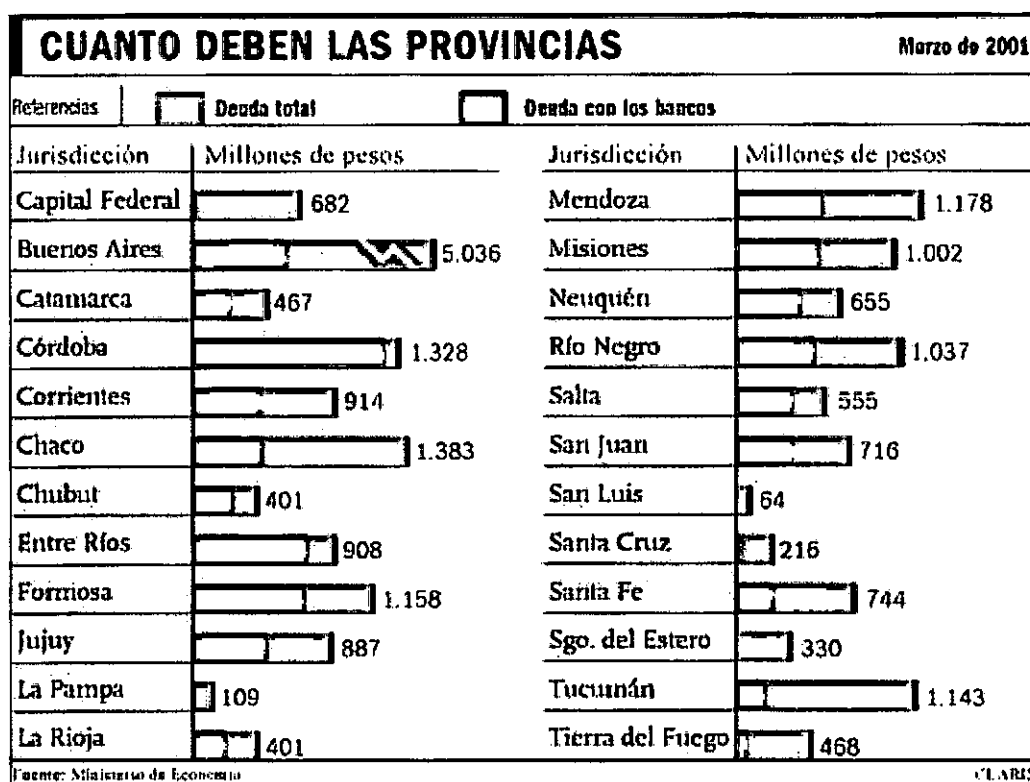 CUANTO DEBEN LAS PROVINCIAS
Marzo de 2001
Referencias
Deuda total
Deuda con los bancos
Jurisdicción Millones de pesos
Capital Federal 682
Buenos Aires 5.036
Catamarca 467
Córdoba 1.328
Corrientes 914
Chaco 1.383
Chubut 401
Entre Ríos 908
Formosa 1.158
Jujuy 887
La Pampa 109
La Rioja 401
Jurisdicción Millones de pesos
Mendoza 1.178
Misiones 1.002
Neuquén 655
Río Negro 1.037
Salta 555
San Juan 716
San Luis 64
Santa Cruz 216
Santa Fe 744
Sgo. del Estero 330
Tucumán 1.143
Tierra del Fuego 468
Fuente: Ministerio de Economía